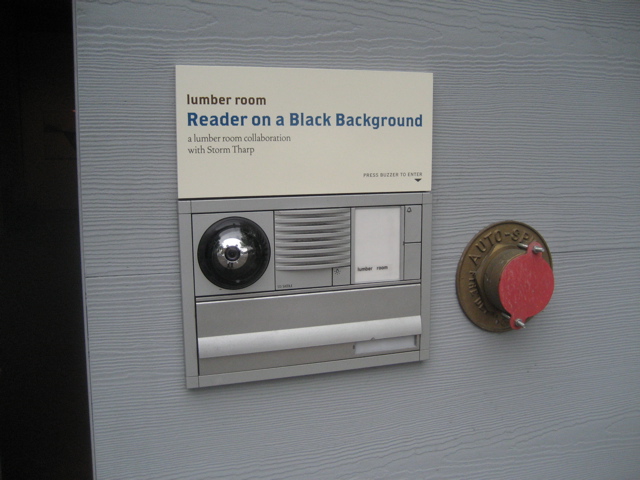 lumber room
Reader on a Black Background
a lumber room collaboration
with Storm Tharp
PRESS BUZZER TO ENTER
lumber room
AUTO-SPKR